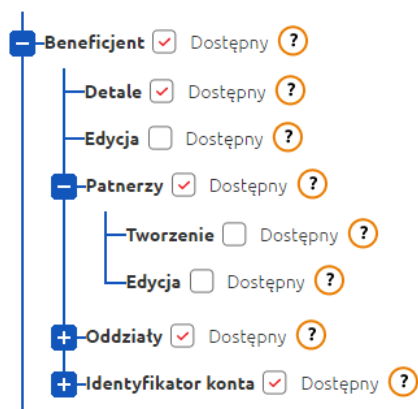 Beneficjent Dostępny ?
Detale Dostępny ?
Edycja Dostępny ?
Patnerzy Dostępny ?
Tworzenie Dostępny ?
Edycja Dostępny ?
Oddziały Dostępny ?
Identyfikator konta Dostępny ?